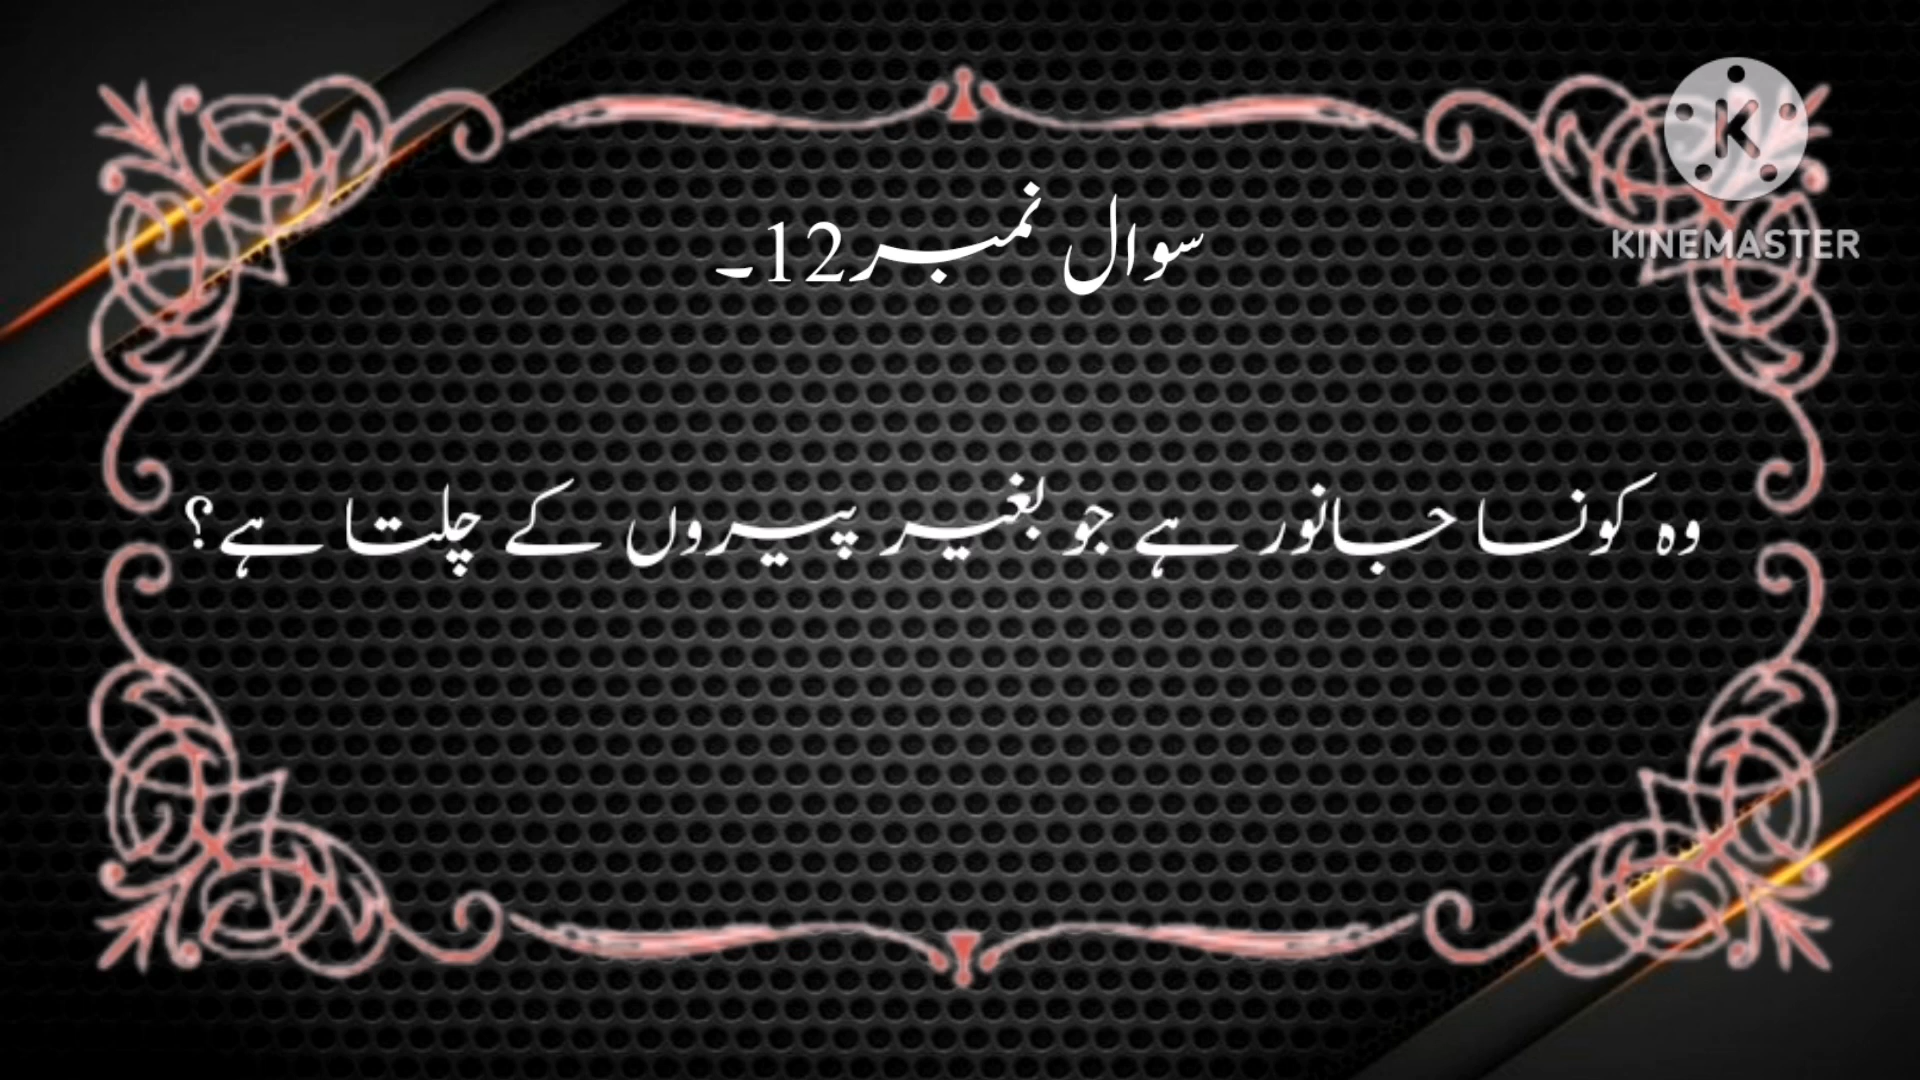 سوال نمبر12۔
KINEMASTER
وہ کونسا جانور ہے جو بغیر پیروں کے چلتا ہے؟